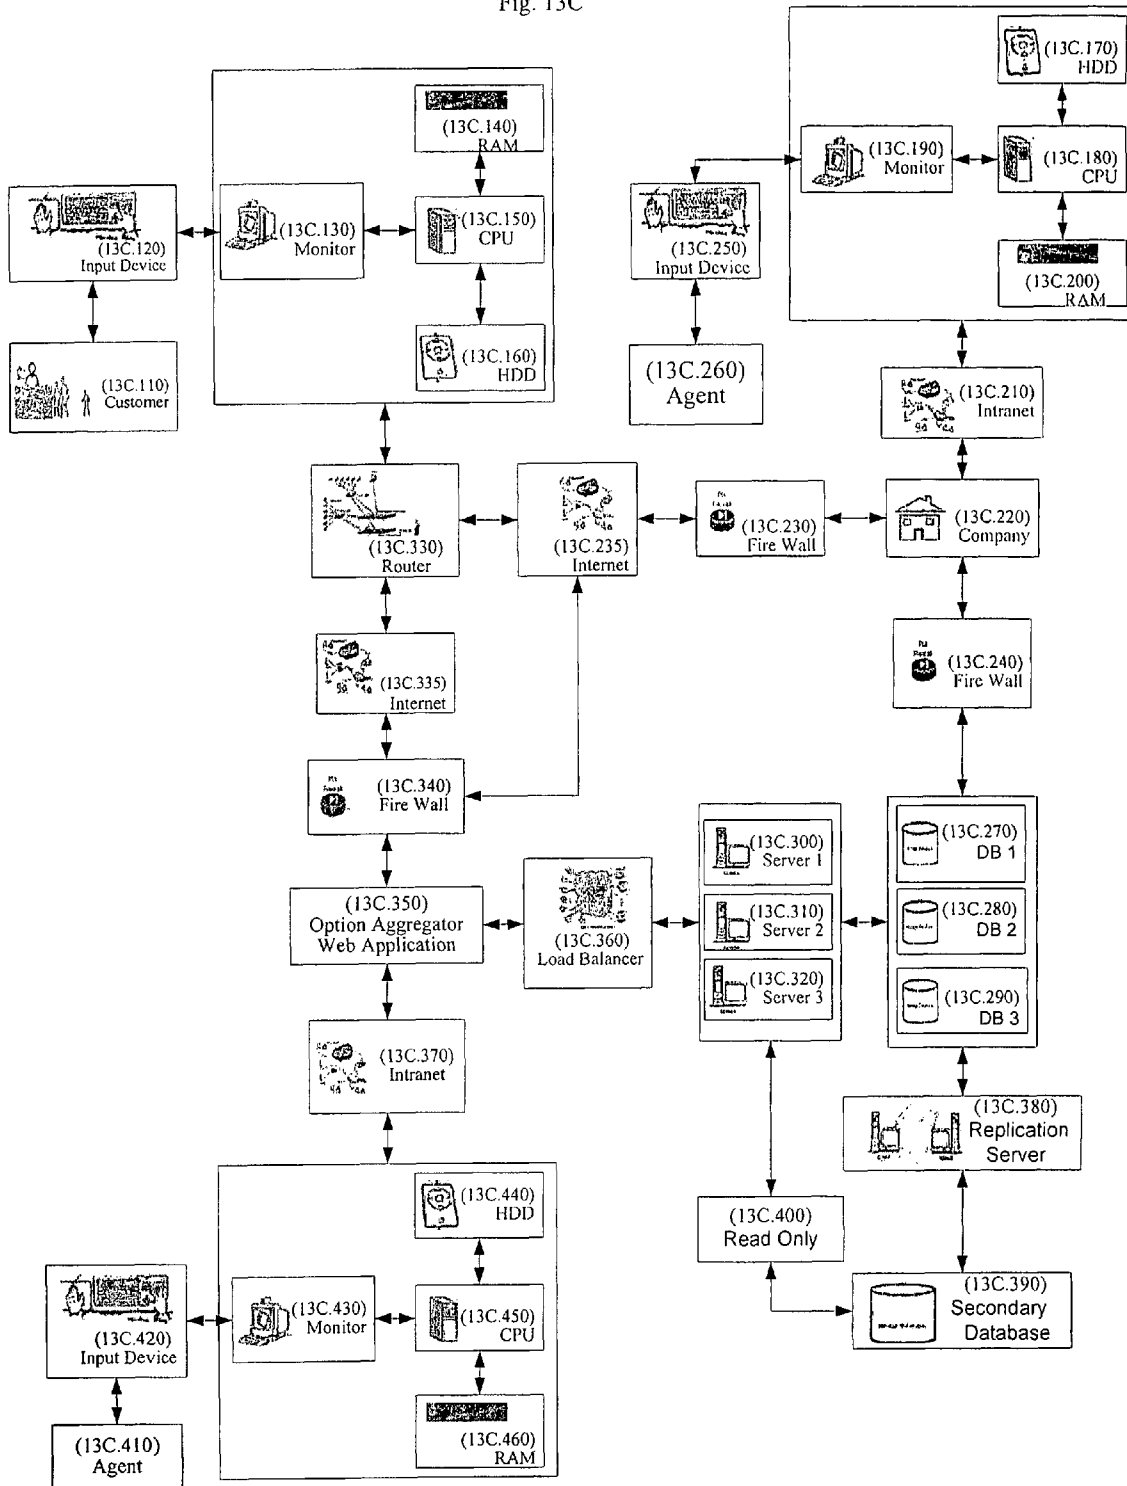 Fig. 13C
(13C.170)
HDD
(13C.140)
RAM
(13C.190)
Monitor
(13C.180)
CPU
(13C.120)
Input Device
(13C.130)
Monitor
(13C.150)
CPU
(13C.250)
Input Device
(13C.200)
RAM
(13C.160)
HDD
(13C.110)
Customer
(13C.260)
Agent
(13C.210)
Intranet
(13C.330)
Router
(13C.235)
Internet
(13C.230)
Fire Wall
(13C.220)
Company
(13C.335)
Internet
(13C.240)
Fire Wall
(13C.340)
Fire Wall
(13C.300)
Server 1
(13C.270)
DB 1
(13C.350)
Option Aggregator
Web Application
(13C.360)
Load Balancer
(13C.310)
Server 2
(13C.280)
DB 2
(13C.320)
Server 3
(13C.290)
DB 3
(13C.370)
Intranet
(13C.380)
Replication
Server
(13C.440)
HDD
(13C.400)
Read Only
(13C.420)
Input Device
(13C.430)
Monitor
(13C.450)
CPU
(13C.390)
Secondary
Database
(13C.410)
Agent
(13C.460)
RAM